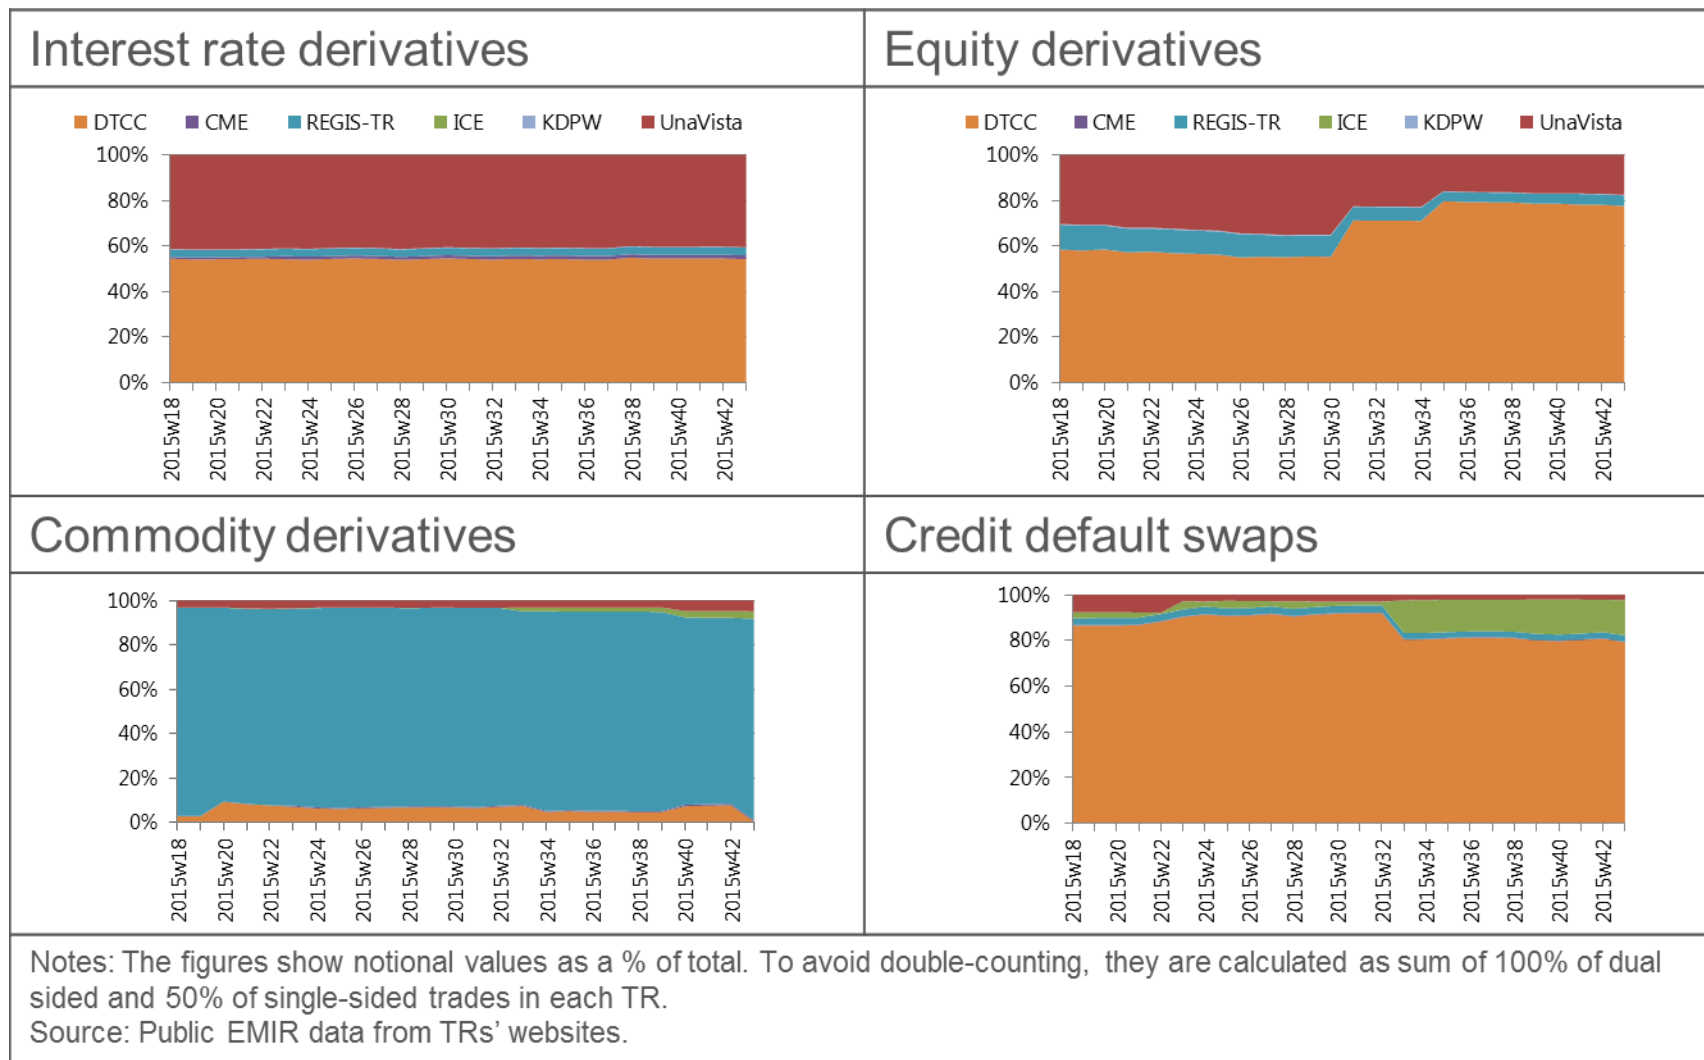 Interest rate derivatives
DTCC CME REGIS-TR ICE KDPW UnaVista
100%
80%
60%
40%
20%
0%
2015w18 2015w20 2015w22 2015w24 2015w26 2015w28 2015w30 2015w32 2015w34 2015w36 2015w38 2015w40 2015w42
Equity derivatives
DTCC CME REGIS-TR ICE KDPW UnaVista
100%
80%
60%
40%
20%
0%
2015w18 2015w20 2015w22 2015w24 2015w26 2015w28 2015w30 2015w32 2015w34 2015w36 2015w38 2015w40 2015w42
Commodity derivatives
100%
80%
60%
40%
20%
0%
2015w18 2015w20 2015w22 2015w24 2015w26 2015w28 2015w30 2015w32 2015w34 2015w36 2015w38 2015w40 2015w42
Credit default swaps
100%
80%
60%
40%
20%
0%
2015w18 2015w20 2015w22 2015w24 2015w26 2015w28 2015w30 2015w32 2015w34 2015w36 2015w38 2015w40 2015w42
Notes: The figures show notional values as a % of total. To avoid double-counting, they are calculated as sum of 100% of dual
sided and 50% of single-sided trades in each TR.
Source: Public EMIR data from TRs’ websites.